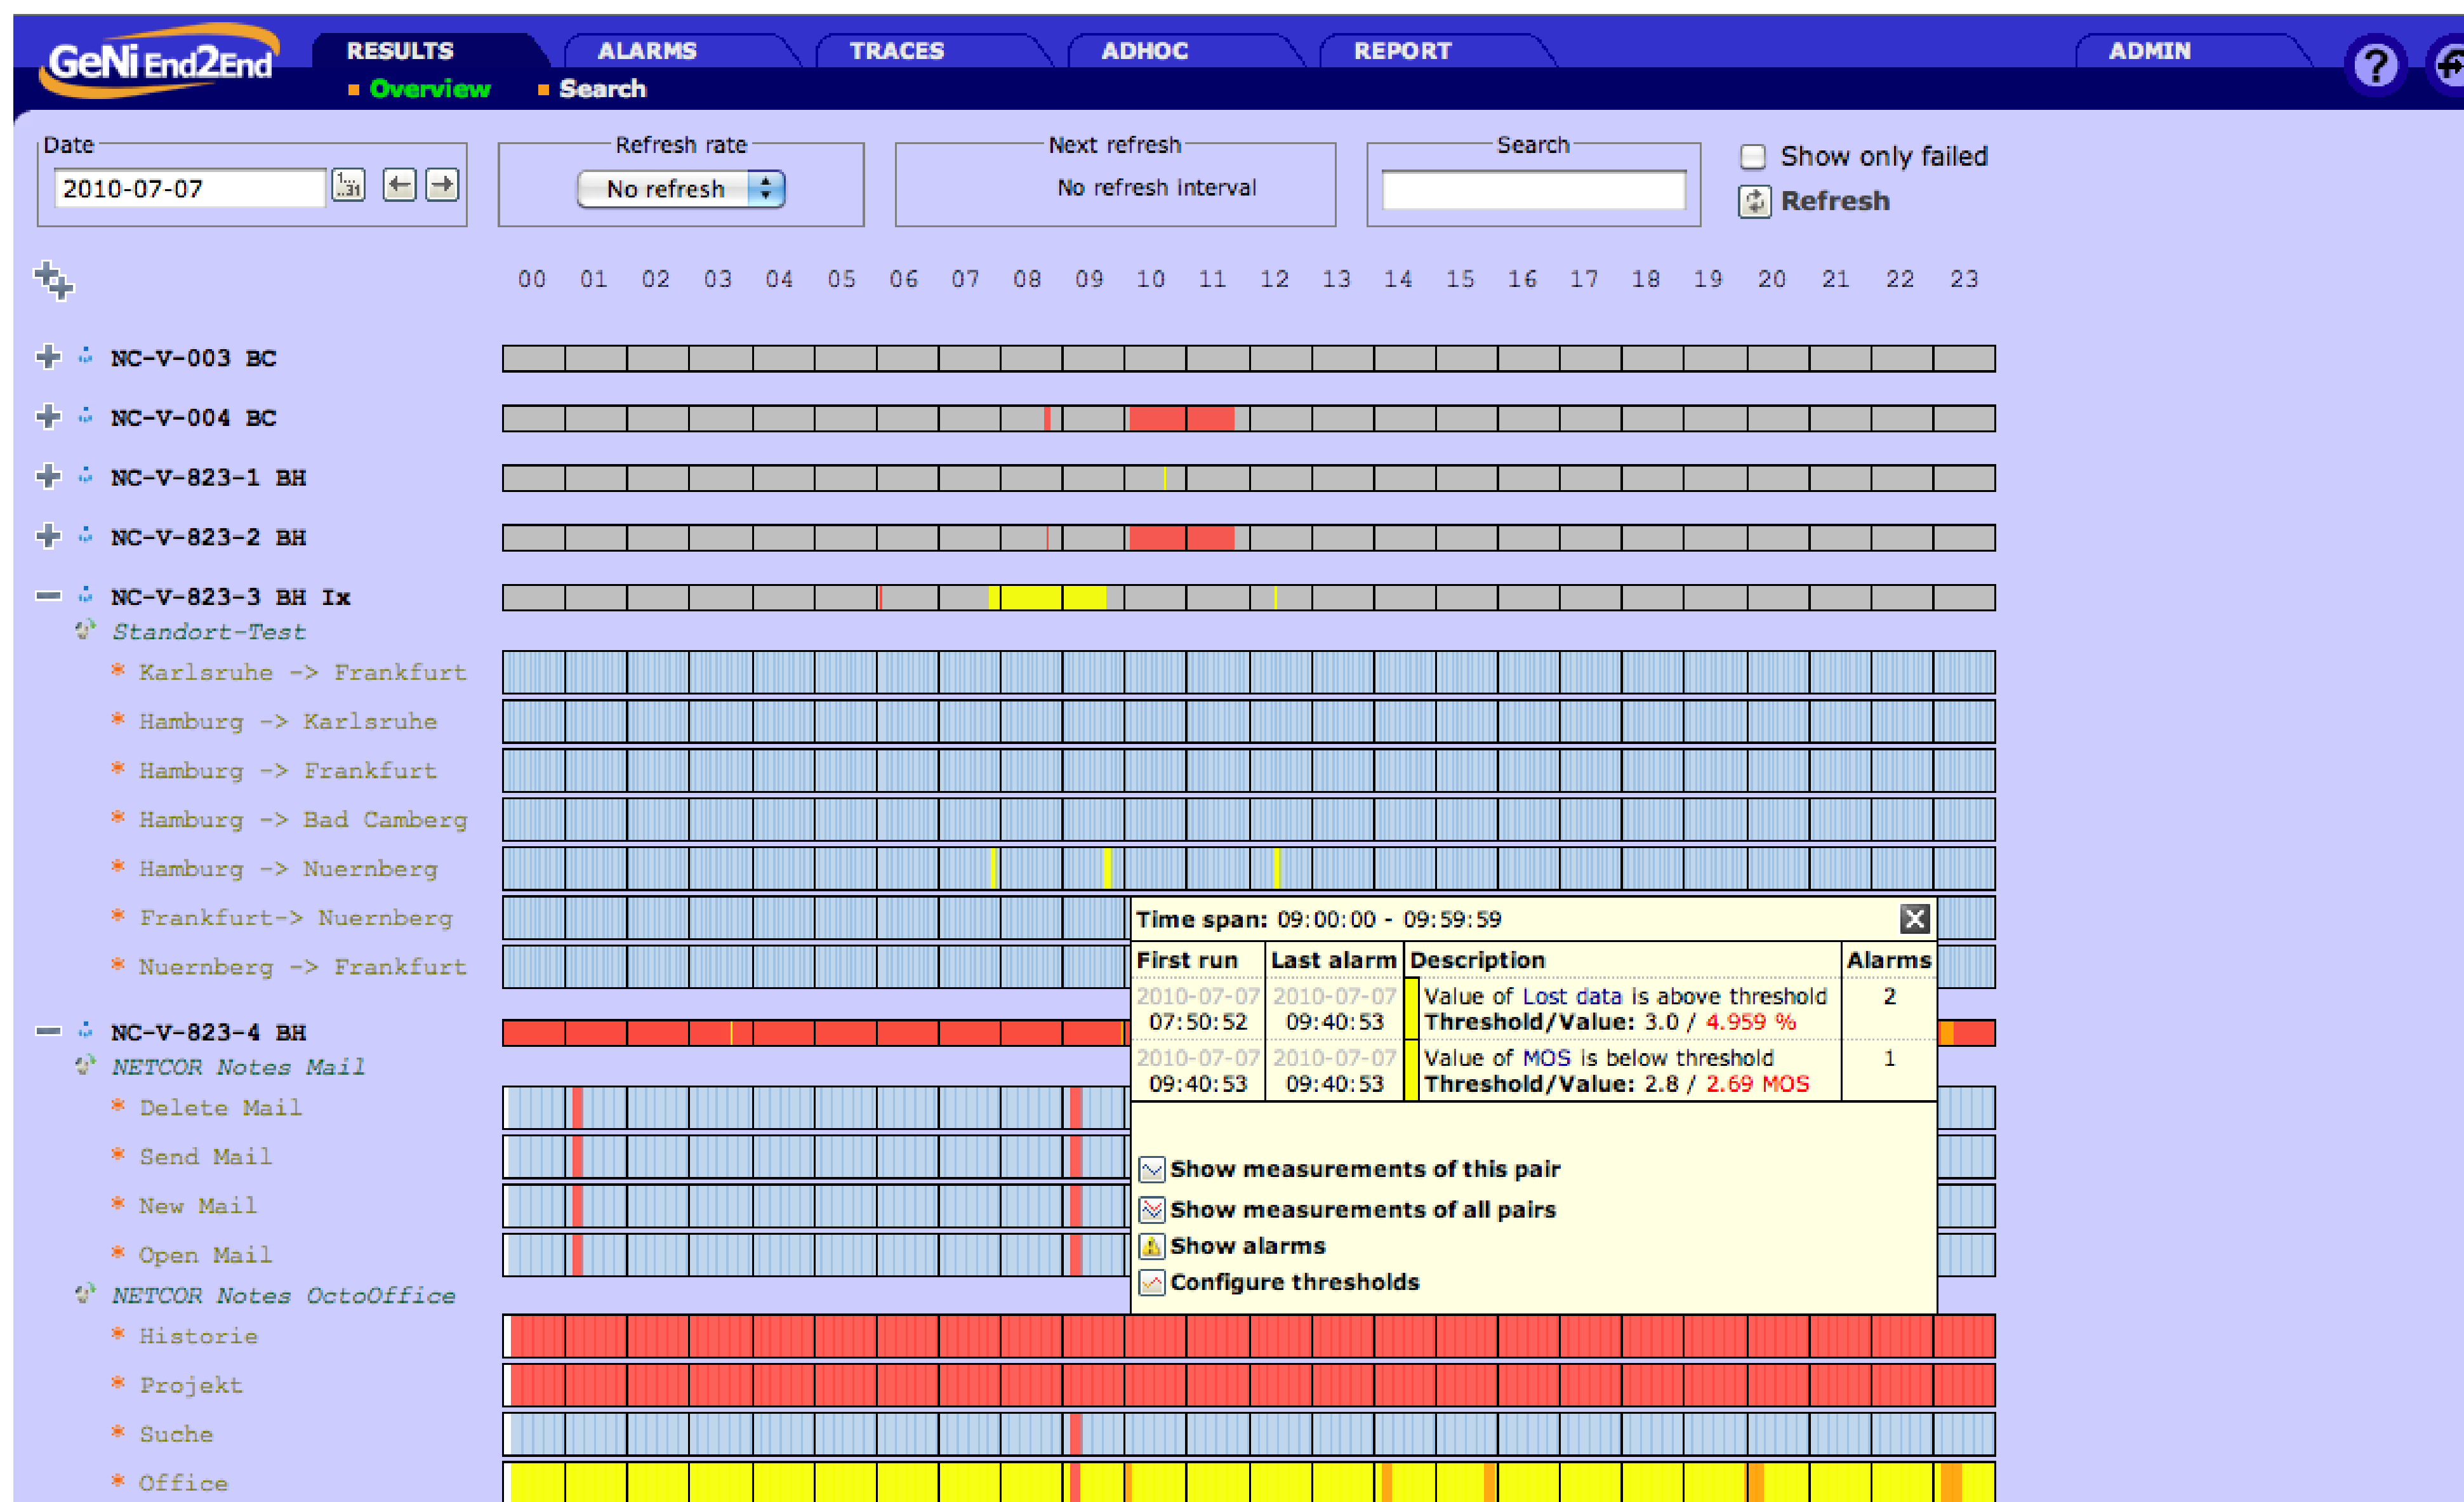 GeNi End2End
RESULTS ALARMS TRACES ADHOC REPORT ADMIN
Overview Search
?
Date Refresh rate Next refresh Search
Show only failed
2010-07-07 No refresh No refresh interval
Refresh
00 01 02 03 04 05 06 07 08 09 10 11 12 13 14 15 16 17 18 19 20 21 22 23
NC-V-003 BC
NC-V-004 BC
NC-V-823-1 BH
NC-V-823-2 BH
NC-V-823-3 BH Ix
Standort-Test
* Karlsruhe -> Frankfurt
* Hamburg -> Karlsruhe
* Hamburg -> Frankfurt
* Hamburg -> Bad Camberg
* Hamburg -> Nuernberg
* Frankfurt-> Nuernberg
* Nuernberg -> Frankfurt
Time span: 09:00:00 - 09:59:59
First run Last alarm Description Alarms
2010-07-07 2010-07-07 Value of Lost data is above threshold 2
07:50:52 09:40:53 Threshold/Value: 3.0 / 4.959 %
2010-07-07 2010-07-07 Value of MOS is below threshold 1
09:40:53 09:40:53 Threshold/Value: 2.8 / 2.69 MOS
Show measurements of this pair
Show measurements of all pairs
Show alarms
Configure thresholds
NC-V-823-4 BH
NETCOR Notes Mail
* Delete Mail
* Send Mail
* New Mail
* Open Mail
NETCOR Notes OctoOffice
* Historie
* Projekt
* Suche
* Office